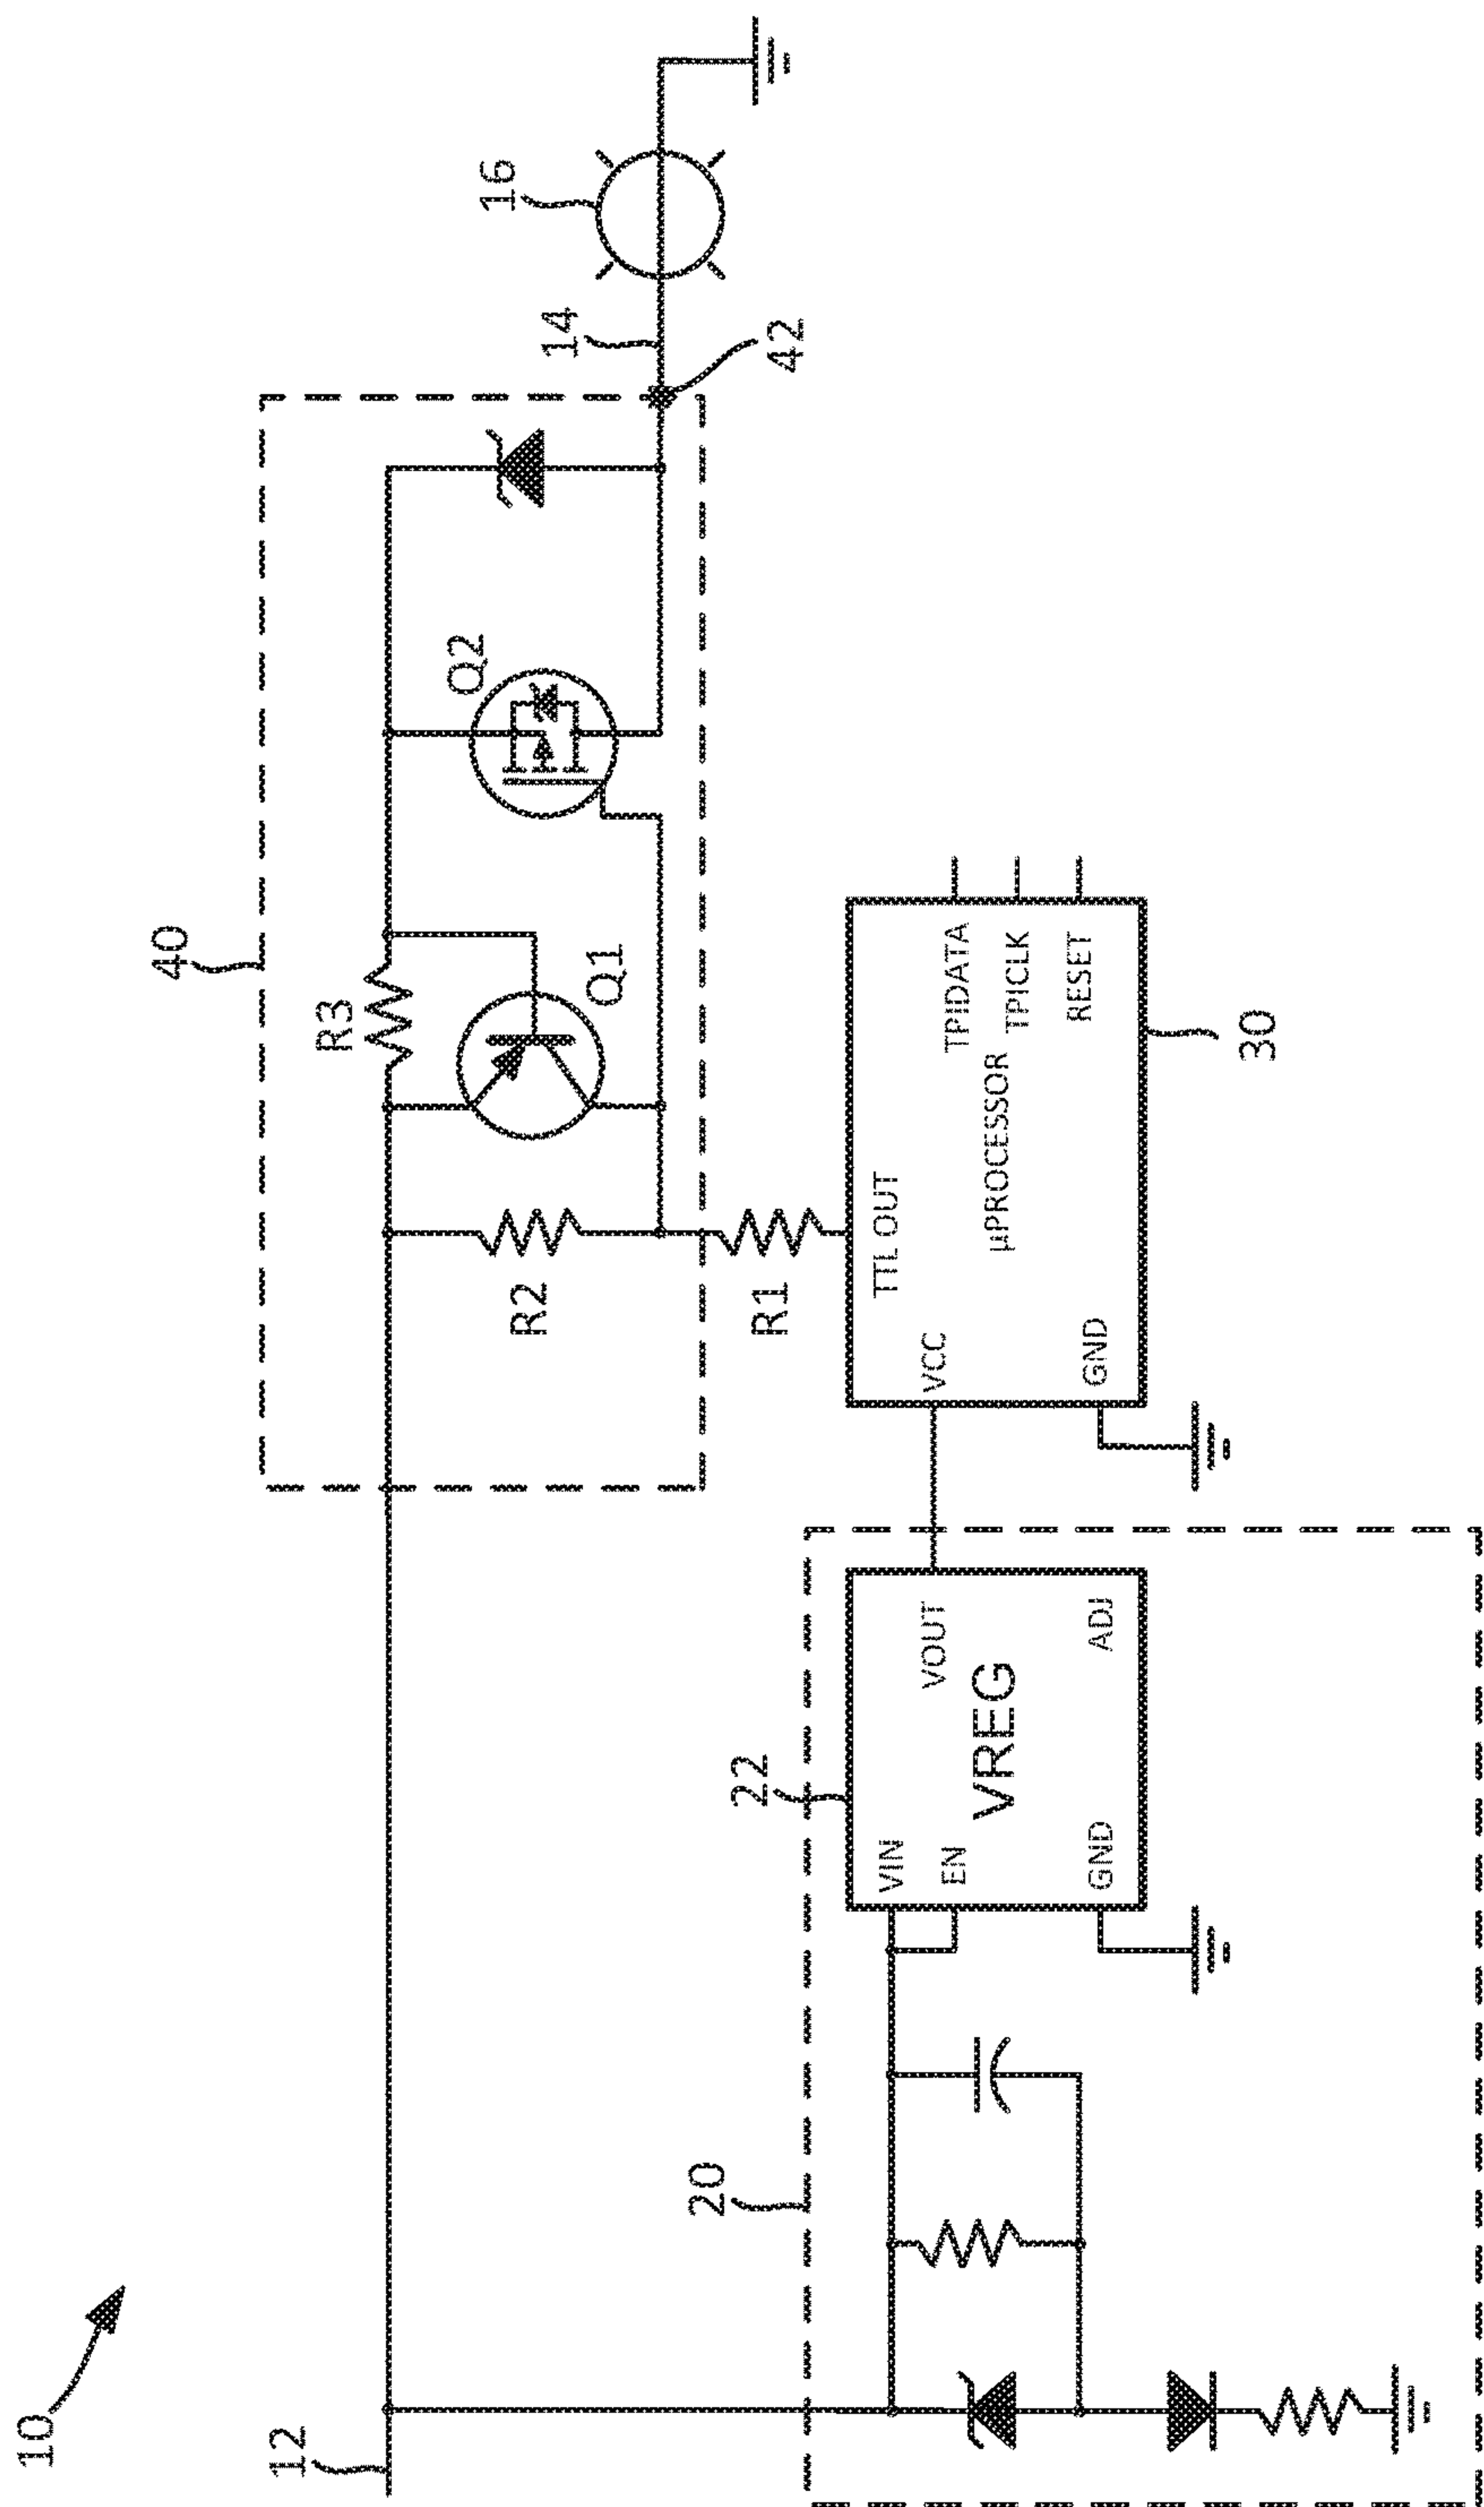 10
12
40
R3
Q2
R2
Q1
16
14
42
R1
20
22
VIN
EN
GND
VREG
VOUT
ADJ
VCC
GND
TTL OUT
µPROCESSOR
TPIDATA
TPICLK
RESET
30